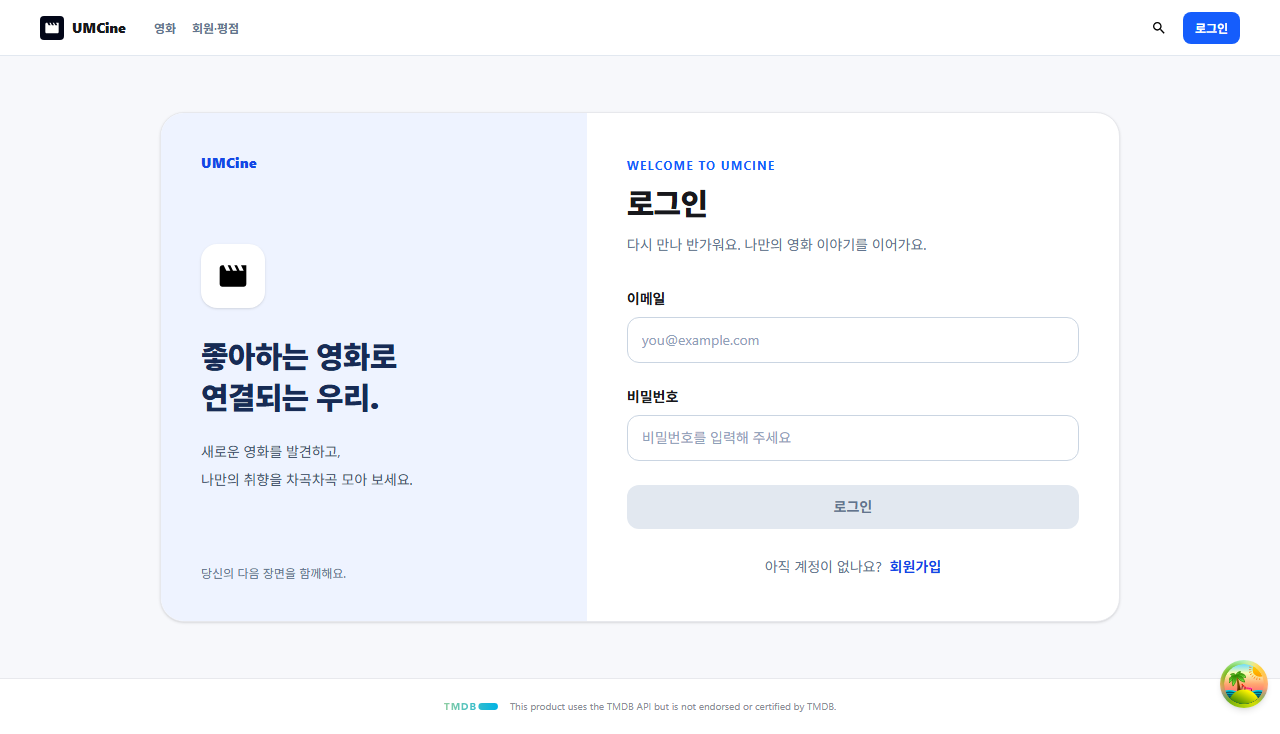 UMCine
영화
회원·평점
로그인
UMCine
좋아하는 영화로
연결되는 우리.
새로운 영화를 발견하고,
나만의 취향을 차곡차곡 모아 보세요.
당신의 다음 장면을 함께해요.
WELCOME TO UMCINE
로그인
다시 만나 반가워요. 나만의 영화 이야기를 이어가요.
이메일
you@example.com
비밀번호
비밀번호를 입력해 주세요
로그인
아직 계정이 없나요? 회원가입
TMDB
This product uses the TMDB API but is not endorsed or certified by TMDB.